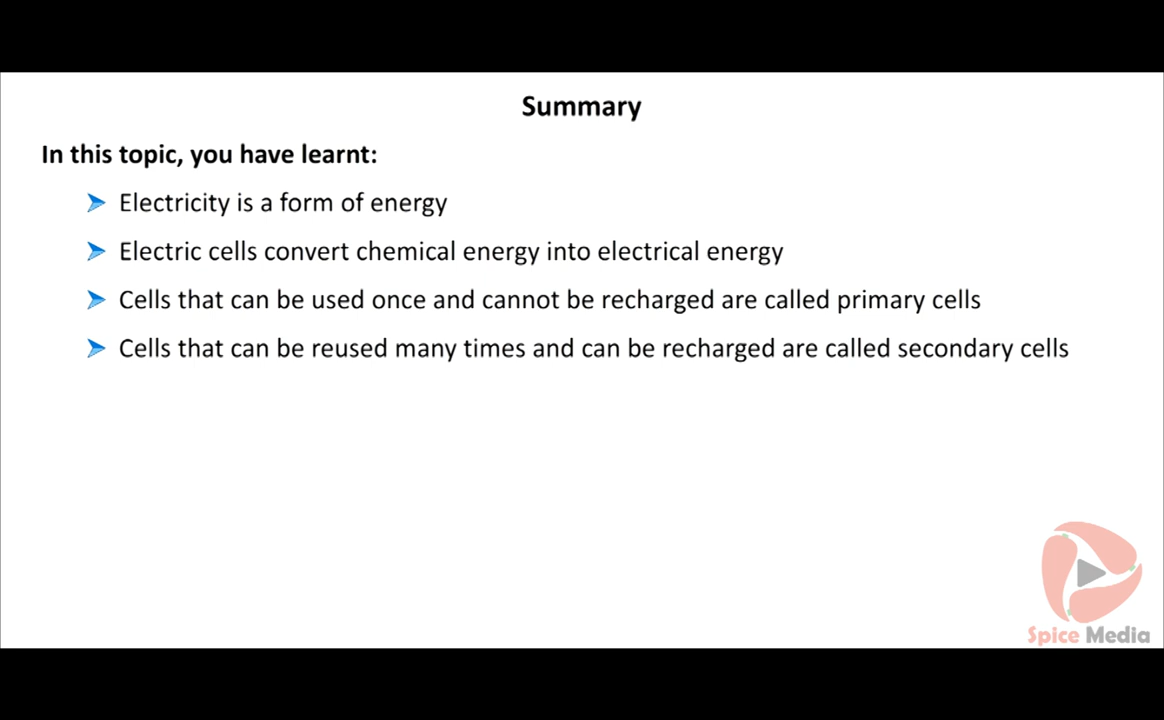 Summary
In this topic, you have learnt:
Electricity is a form of energy
Electric cells convert chemical energy into electrical energy
Cells that can be used once and cannot be recharged are called primary cells
Cells that can be reused many times and can be recharged are called secondary cells
Spice Media